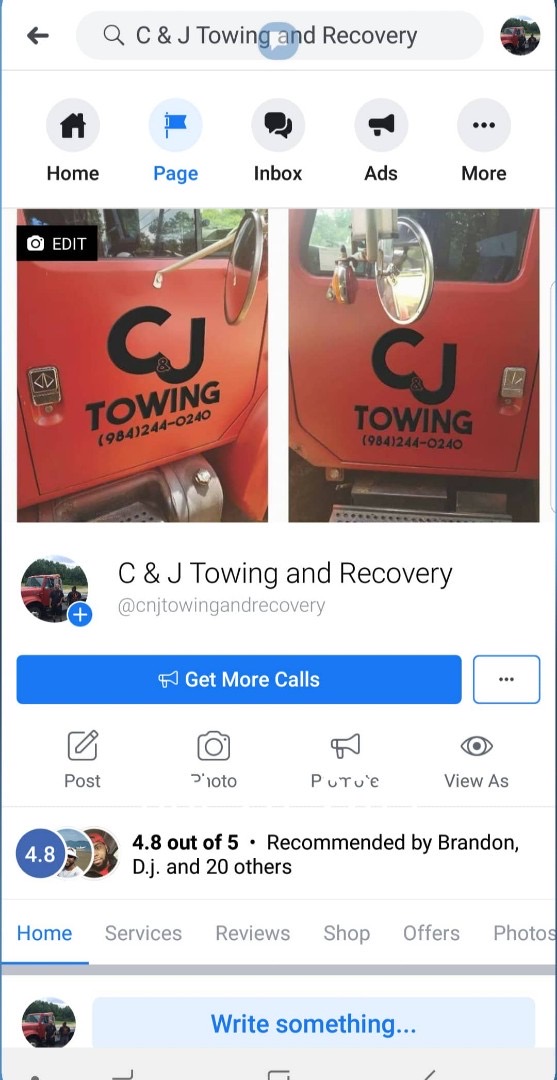 C & J Towing and Recovery
Home
Page
Inbox
Ads
More
EDIT
C&J
TOWING
(984)244-0240
C&J
TOWING
(984)244-0240
C & J Towing and Recovery
@cnjtowingandrecovery
Get More Calls
Post
Photo
View As
4.8
4.8 out of 5 • Recommended by Brandon,
D.j. and 20 others
Home
Services
Reviews
Shop
Offers
Photos
Write something...